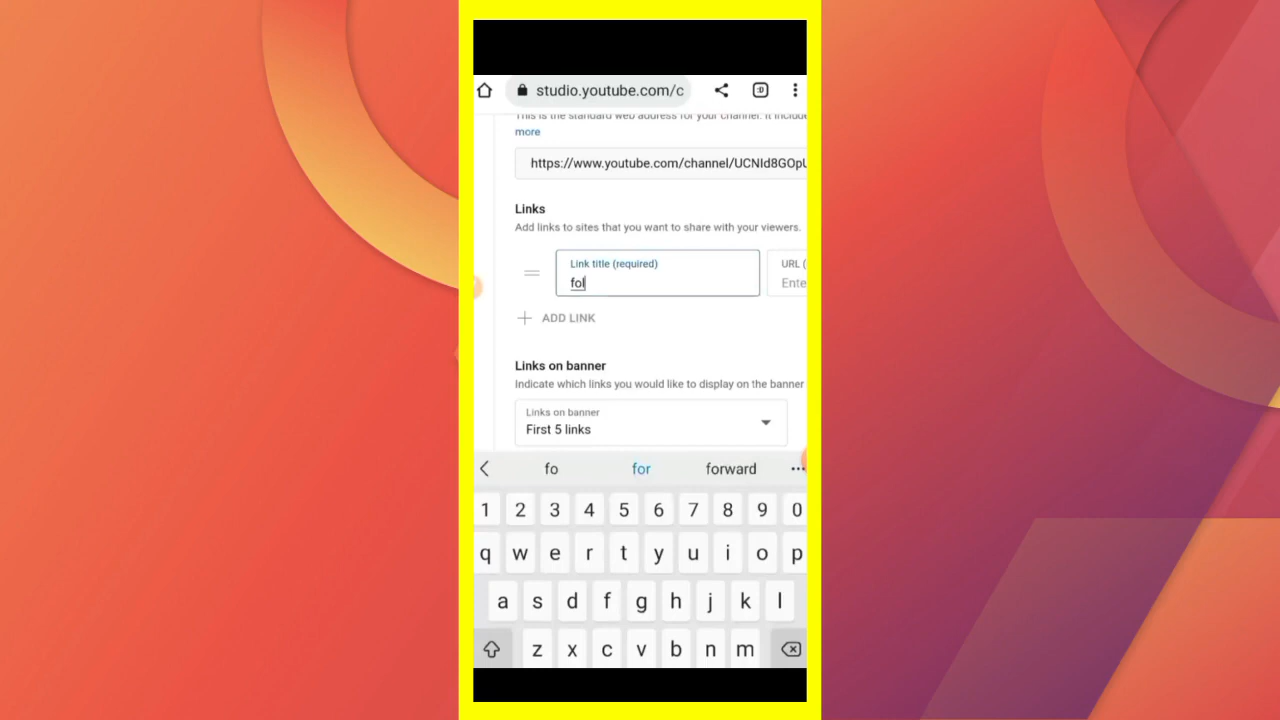 studio.youtube.com/c
This is the standard web address for your channel. It include
more
https://www.youtube.com/channel/UCNId8GOpU
Links
Add links to sites that you want to share with your viewers.
Link title (required)
fol
URL (
Ente
ADD LINK
Links on banner
Indicate which links you would like to display on the banner
Links on banner
First 5 links
fo for forward
1 2 3 4 5 6 7 8 9 0
q w e r t y u i o p
a s d f g h j k l
z x c v b n m